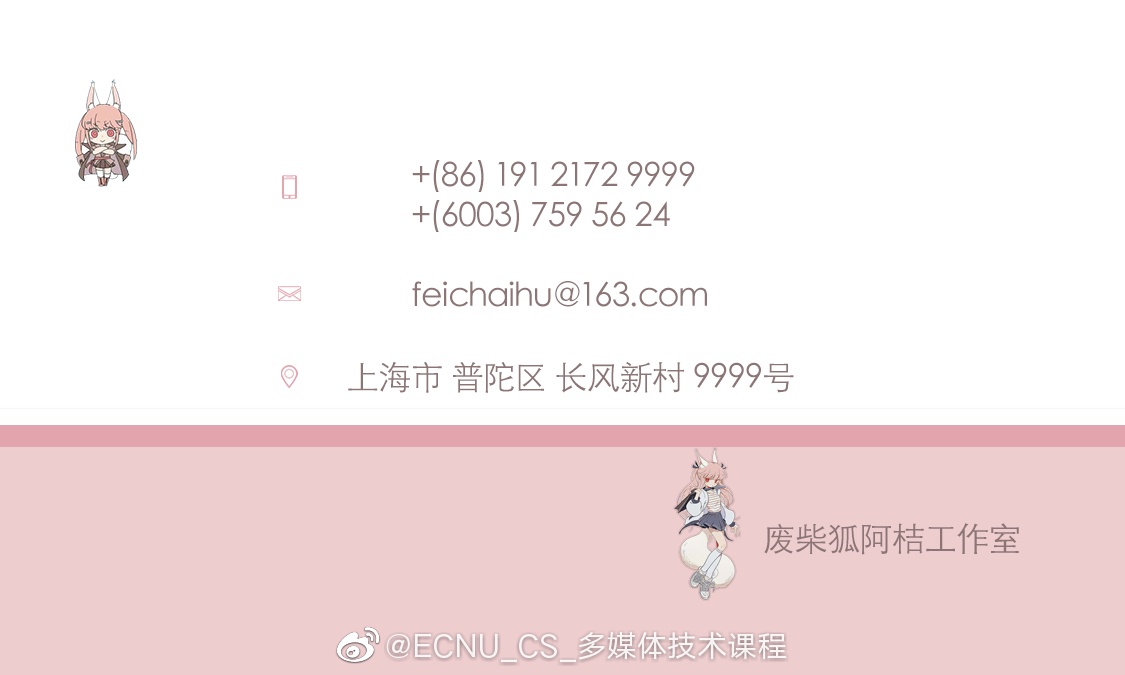 +(86) 191 2172 9999
+(6003) 759 56 24
feichaihu@163.com
上海市 普陀区 长风新村 9999号
废柴狐阿桔工作室
@ECNU_CS_多媒体技术课程